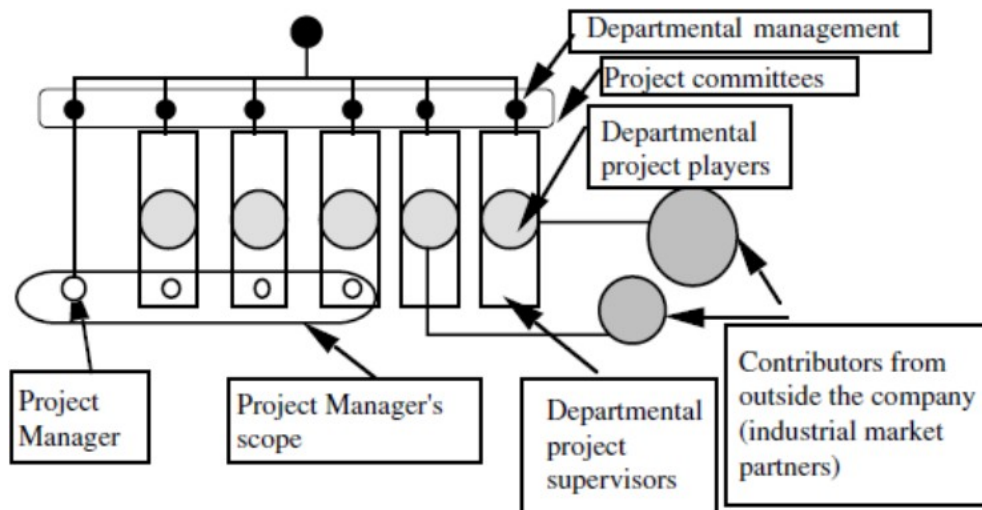 Departmental management
Project committees
Departmental
project players
Project
Manager
Project Manager's
scope
Departmental
project
supervisors
Contributors from
outside the company
(industrial market
partners)